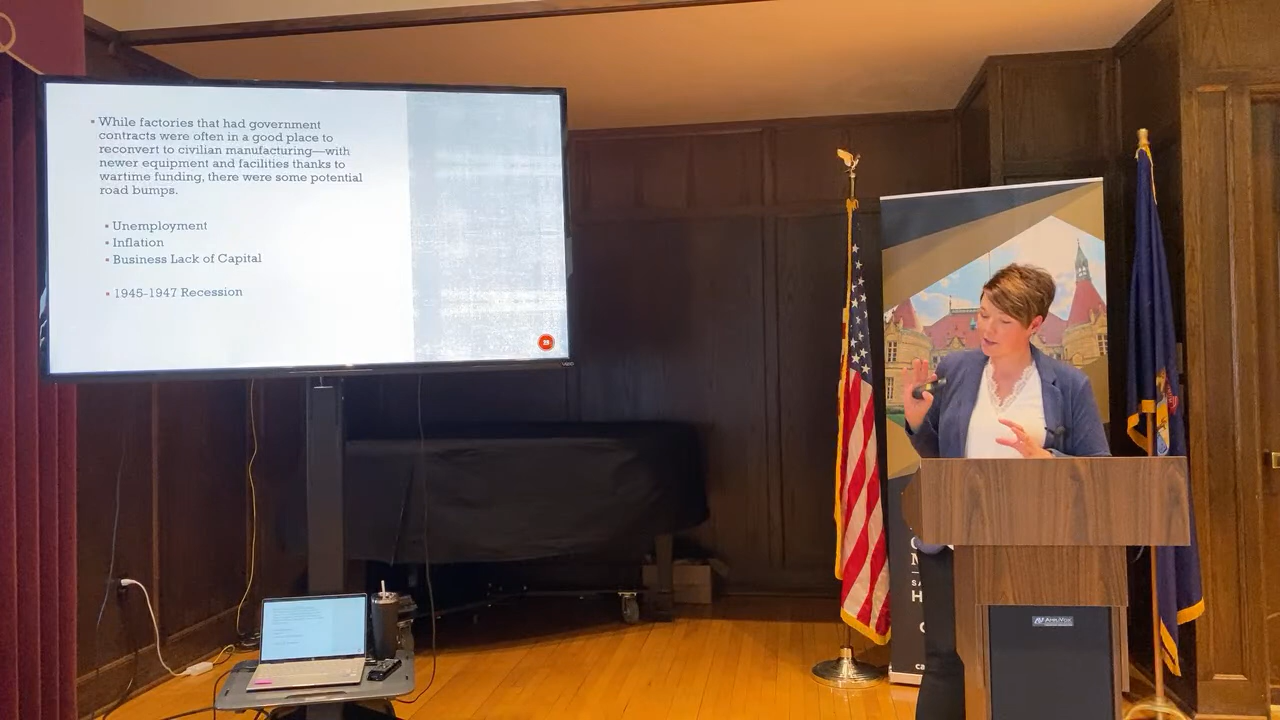 ▪ While factories that had government
contracts were often in a good place to
reconvert to civilian manufacturing—with
newer equipment and facilities thanks to
wartime funding, there were some potential
road bumps.
▪ Unemployment
▪ Inflation
▪ Business Lack of Capital
▪ 1945-1947 Recession
VIZIO
AmpliVox